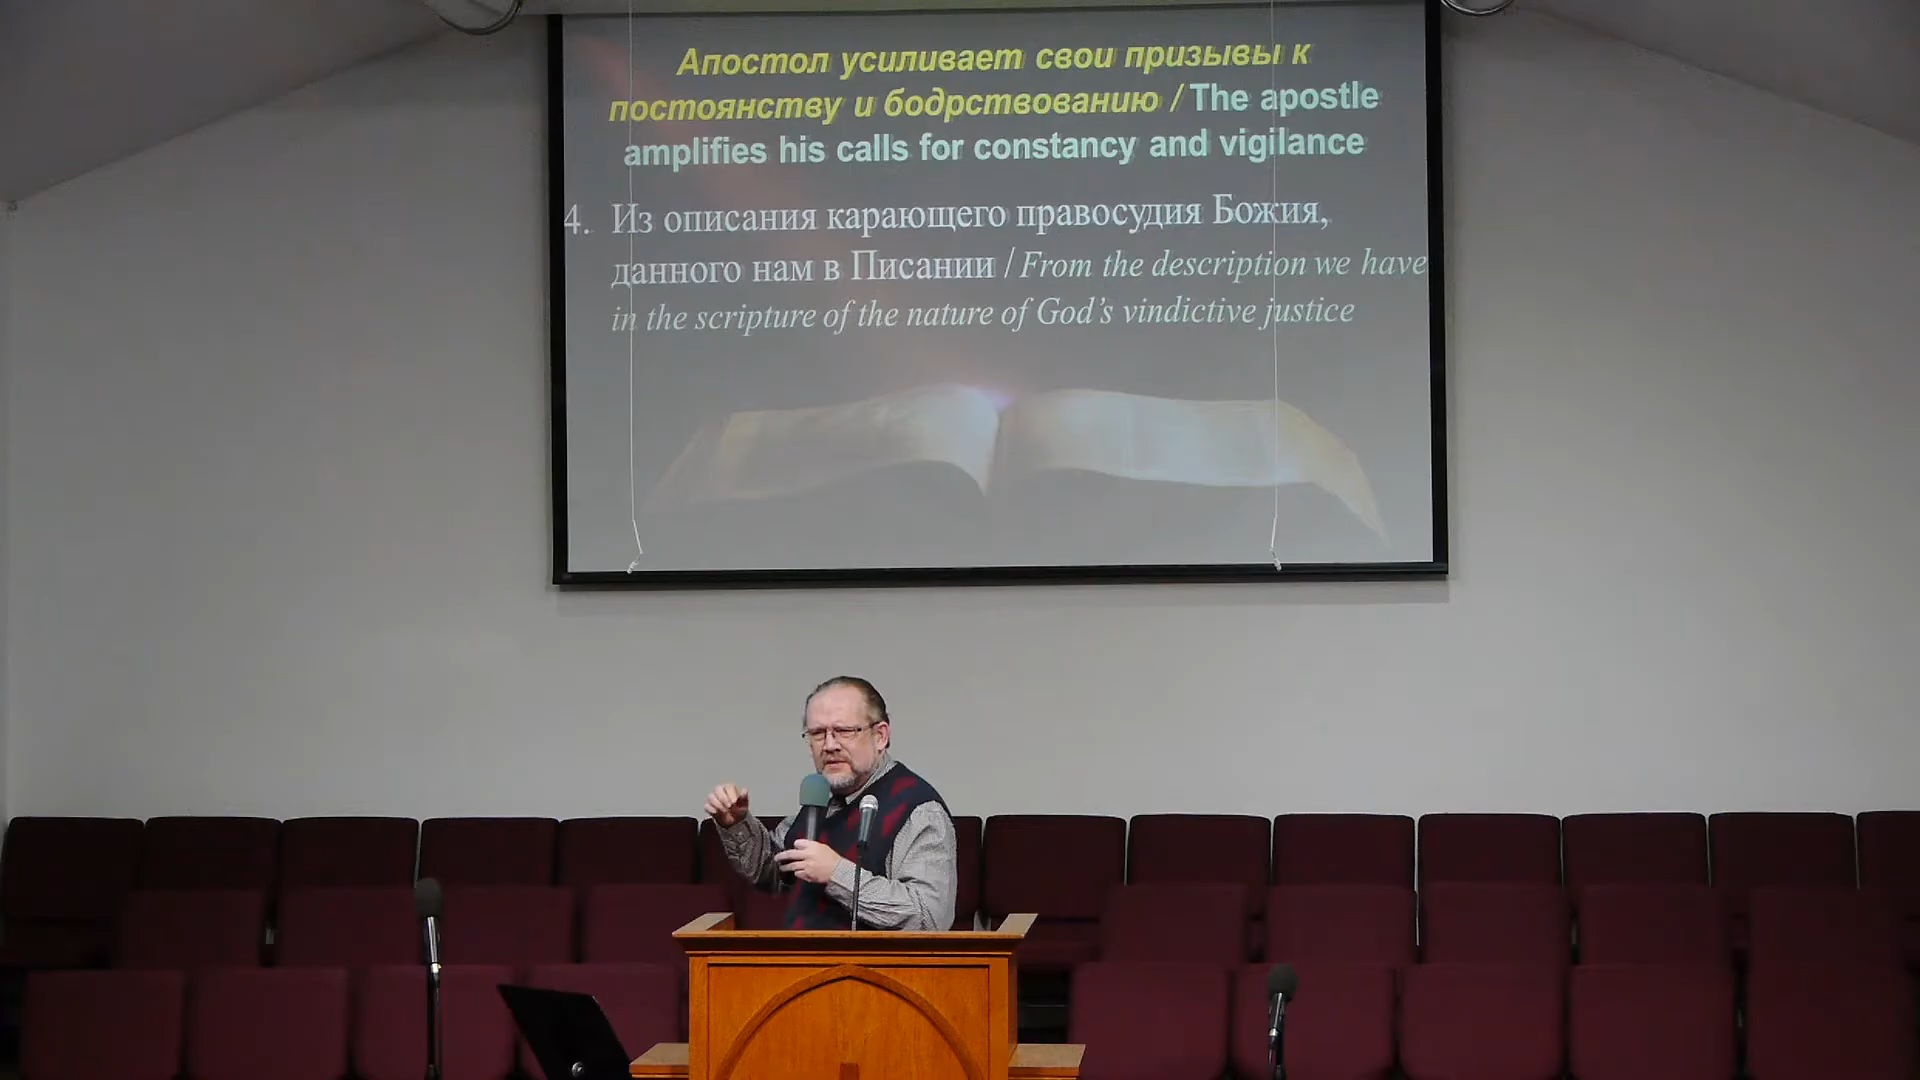 Апостол усиливает свои призывы к
постоянству и бодрствованию / The apostle
amplifies his calls for constancy and vigilance
4. Из описания карающего правосудия Божия,
данного нам в Писании / From the description we have
in the scripture of the nature of God's vindictive justice